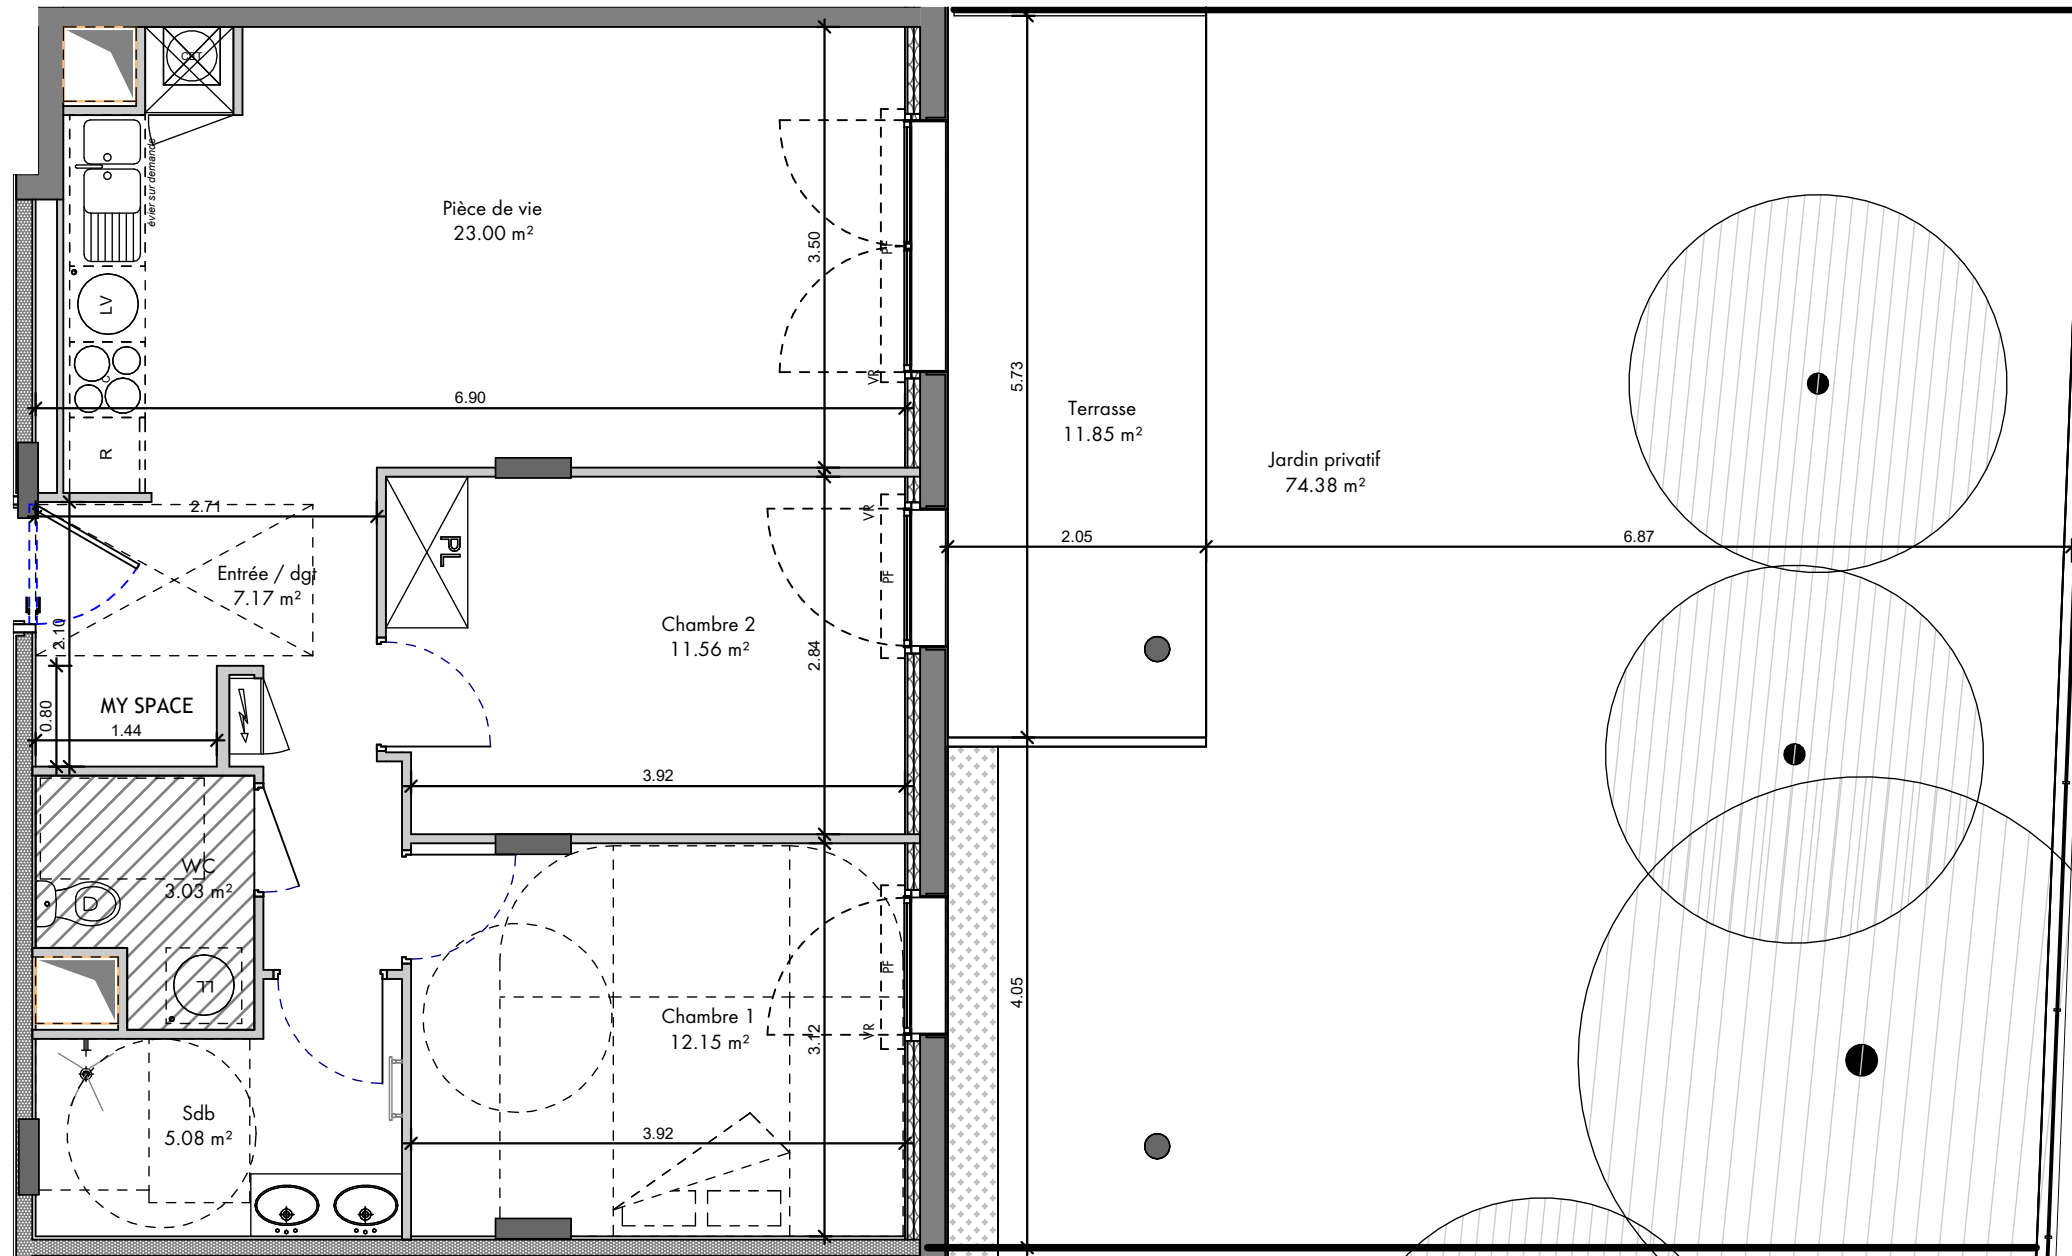 CET
évier sur demande
Pièce de vie
23.00 m²
3.50
PF
VR
LV
C
R
6.90
5.73
Terrasse
11.85 m²
Jardin privatif
74.38 m²
2.71
PL
VR
PF
2.05
6.87
Entrée / dgt
7.17 m²
2.10
Chambre 2
11.56 m²
2.84
MY SPACE
0.80
1.44
3.92
WC
3.03 m²
LL
PF
VR
4.05
Chambre 1
12.15 m²
3.12
Sdb
5.08 m²
3.92